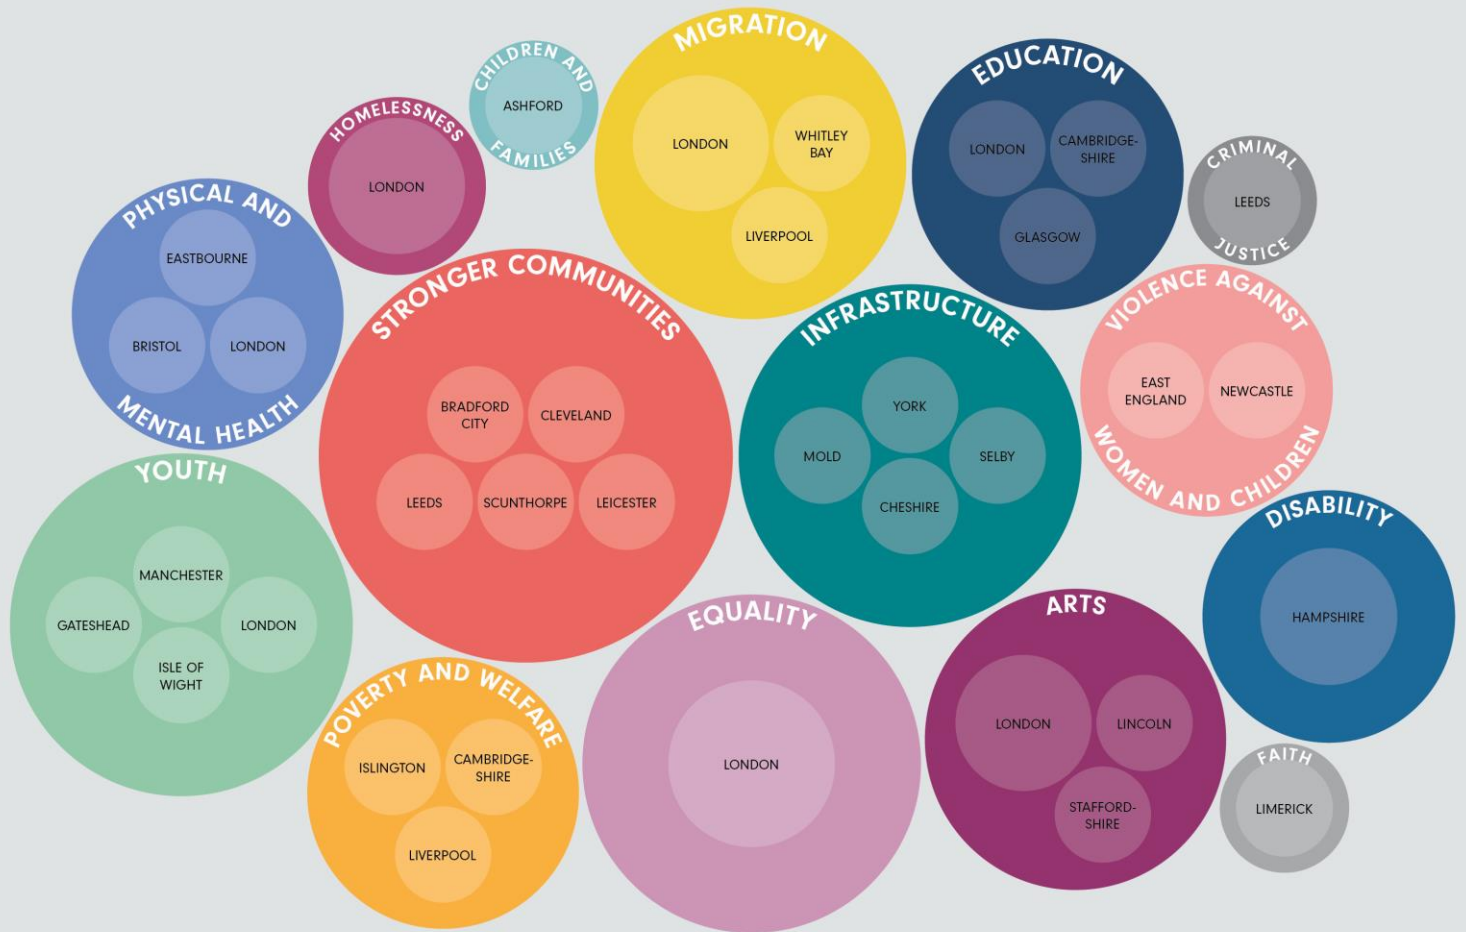 CHILDREN AND
FAMILIES
ASHFORD
HOMELESSNESS
LONDON
MIGRATION
LONDON
WHITLEY
BAY
LIVERPOOL
EDUCATION
LONDON
CAMBRIDGE-
SHIRE
GLASGOW
CRIMINAL
JUSTICE
LEEDS
PHYSICAL AND
MENTAL HEALTH
EASTBOURNE
BRISTOL
LONDON
STRONGER COMMUNITIES
BRADFORD
CITY
CLEVELAND
LEEDS
SCUNTHORPE
LEICESTER
INFRASTRUCTURE
YORK
MOLD
SELBY
CHESHIRE
VIOLENCE AGAINST
WOMEN AND CHILDREN
EAST
ENGLAND
NEWCASTLE
YOUTH
MANCHESTER
GATESHEAD
LONDON
ISLE OF
WIGHT
DISABILITY
HAMPSHIRE
POVERTY AND WELFARE
ISLINGTON
CAMBRIDGE-
SHIRE
LIVERPOOL
EQUALITY
LONDON
ARTS
LONDON
LINCOLN
STAFFORD-
SHIRE
FAITH
LIMERICK